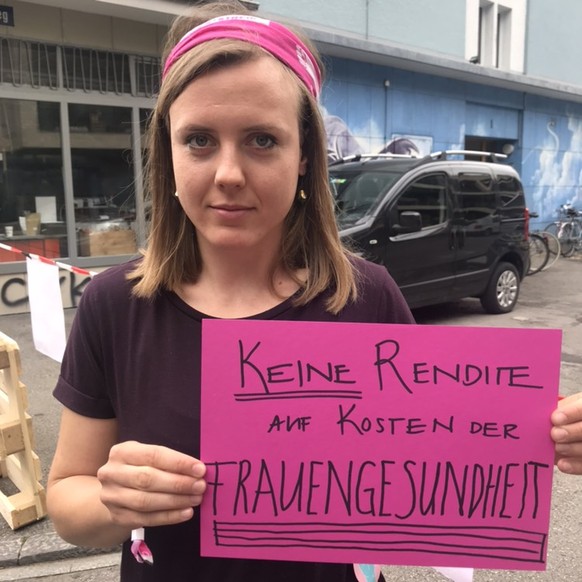 KEINE RENDITE
AUF KOSTEN DER
FRAUENGESUNDHEIT